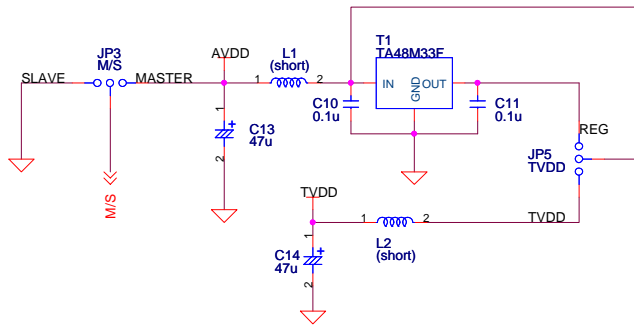 JP3
M/S
SLAVE
MASTER
M/S
AVDD
1
C13
47u
2
L1
(short)
1
2
T1
TA48M33F
IN
OUT
GND
C10
0.1u
C11
0.1u
REG
JP5
TVDD
TVDD
TVDD
1
2
L2
(short)
1
C14
47u
2